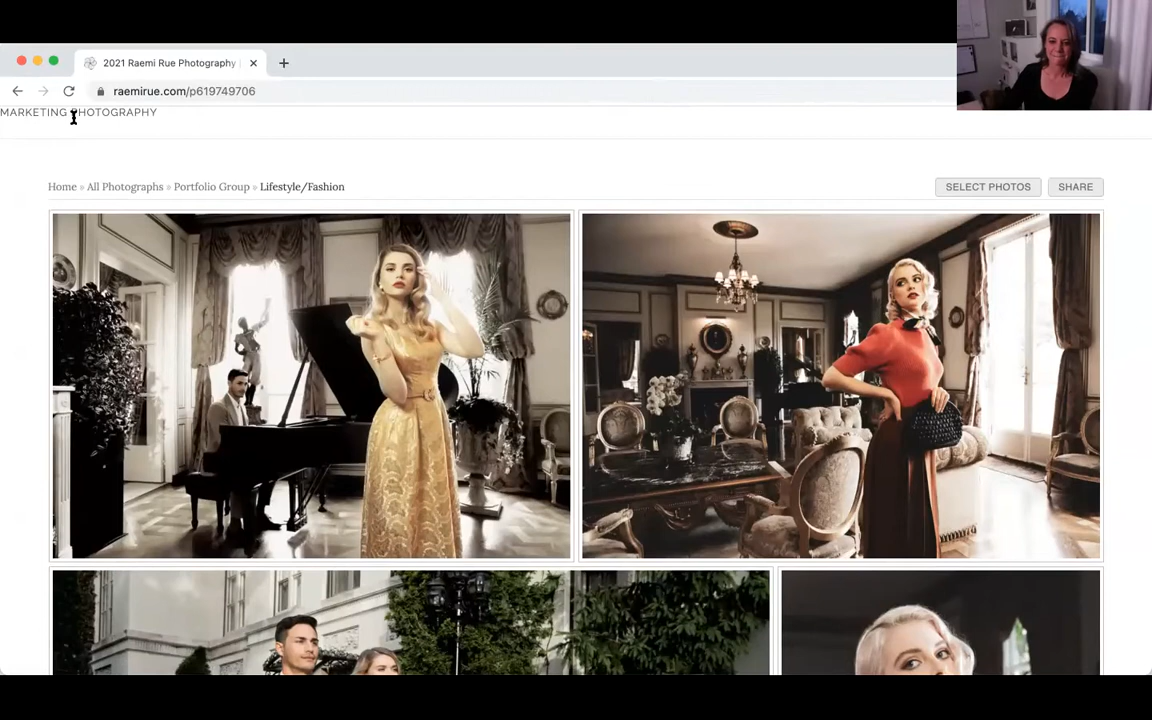 2021 Raemi Rue Photography
raemirue.com/p619749706
MARKETING PHOTOGRAPHY
Home » All Photographs » Portfolio Group » Lifestyle/Fashion
SELECT PHOTOS
SHARE